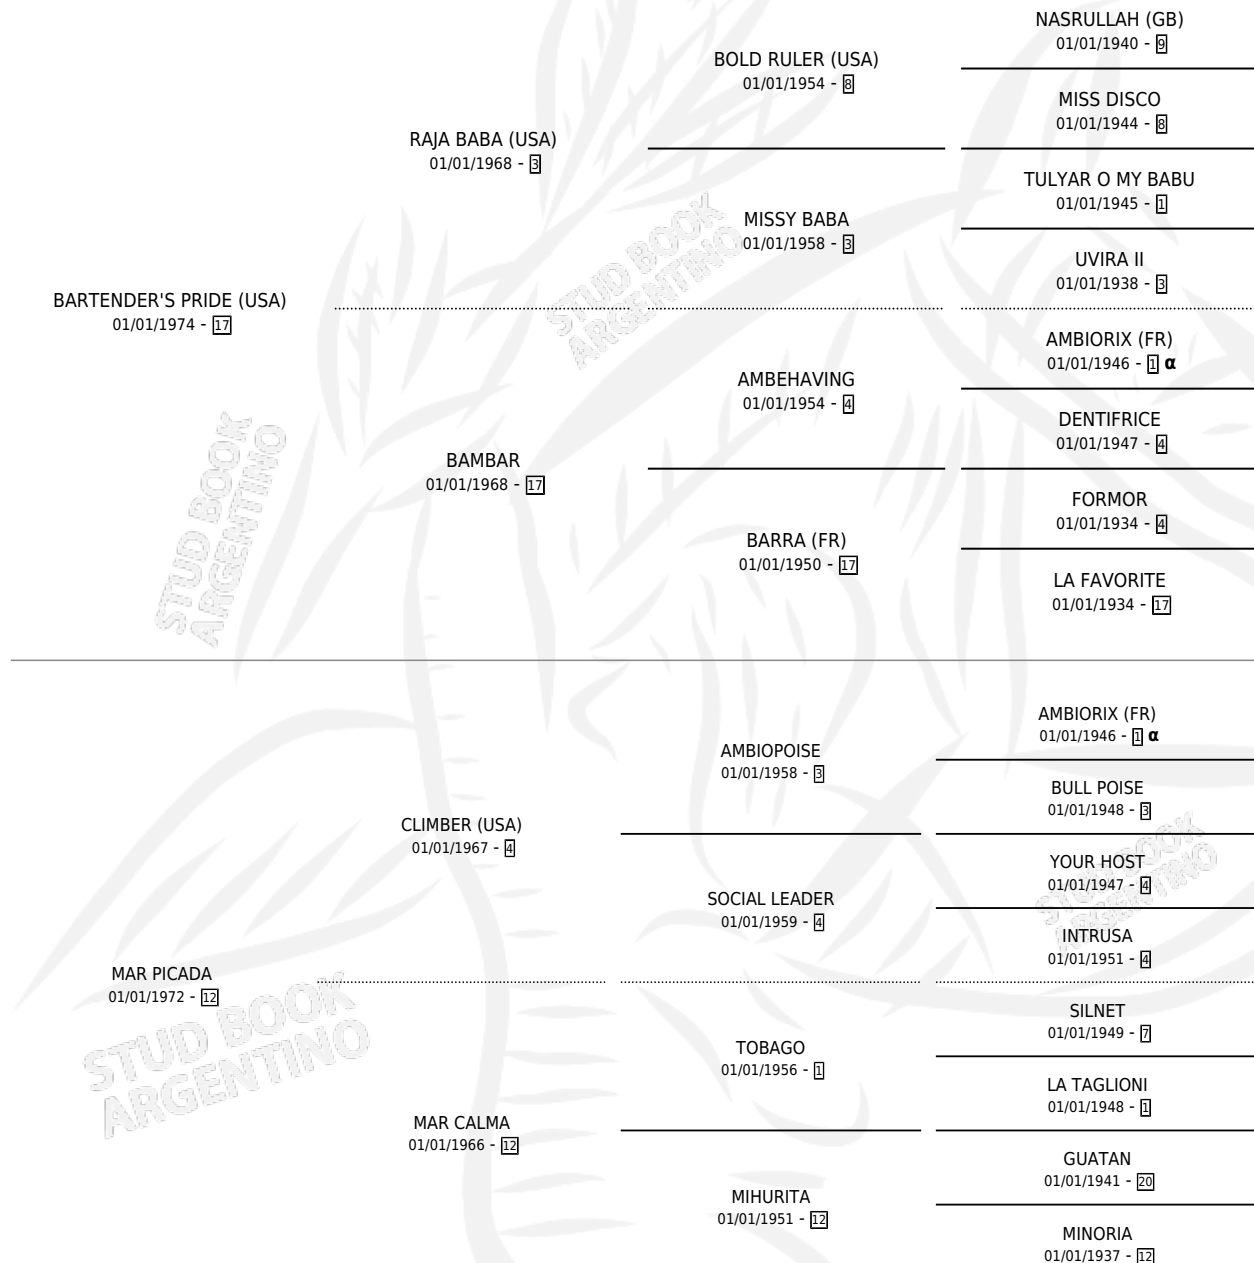 NASRULLAH (GB)
01/01/1940 - 9
BOLD RULER (USA)
01/01/1954 - 8
MISS DISCO
01/01/1944 - 8
RAJA BABA (USA)
01/01/1968 - 3
TULYAR O MY BABU
01/01/1945 - 1
MISSY BABA
01/01/1958 - 3
UVIRA II
01/01/1938 - 3
BARTENDER'S PRIDE (USA)
01/01/1974 - 17
AMBIORIX (FR)
01/01/1946 - 1 α
AMBEHAVING
01/01/1954 - 4
DENTIFRICE
01/01/1947 - 4
BAMBAR
01/01/1968 - 17
FORMOR
01/01/1934 - 4
BARRA (FR)
01/01/1950 - 17
LA FAVORITE
01/01/1934 - 17
AMBIORIX (FR)
01/01/1946 - 1 α
AMBIOPOISE
01/01/1958 - 3
BULL POISE
01/01/1948 - 3
CLIMBER (USA)
01/01/1967 - 4
YOUR HOST
01/01/1947 - 4
SOCIAL LEADER
01/01/1959 - 4
INTRUSA
01/01/1951 - 4
MAR PICADA
01/01/1972 - 12
SILNET
01/01/1949 - 7
TOBAGO
01/01/1956 - 1
LA TAGLIONI
01/01/1948 - 1
MAR CALMA
01/01/1966 - 12
GUATAN
01/01/1941 - 20
MIHURITA
01/01/1951 - 12
MINORIA
01/01/1937 - 12
STUD BOOK
ARGENTINO
STUD BOOK
ARGENTINO
STUD BOOK
ARGENTINO
STUD BOOK
ARGENTINO